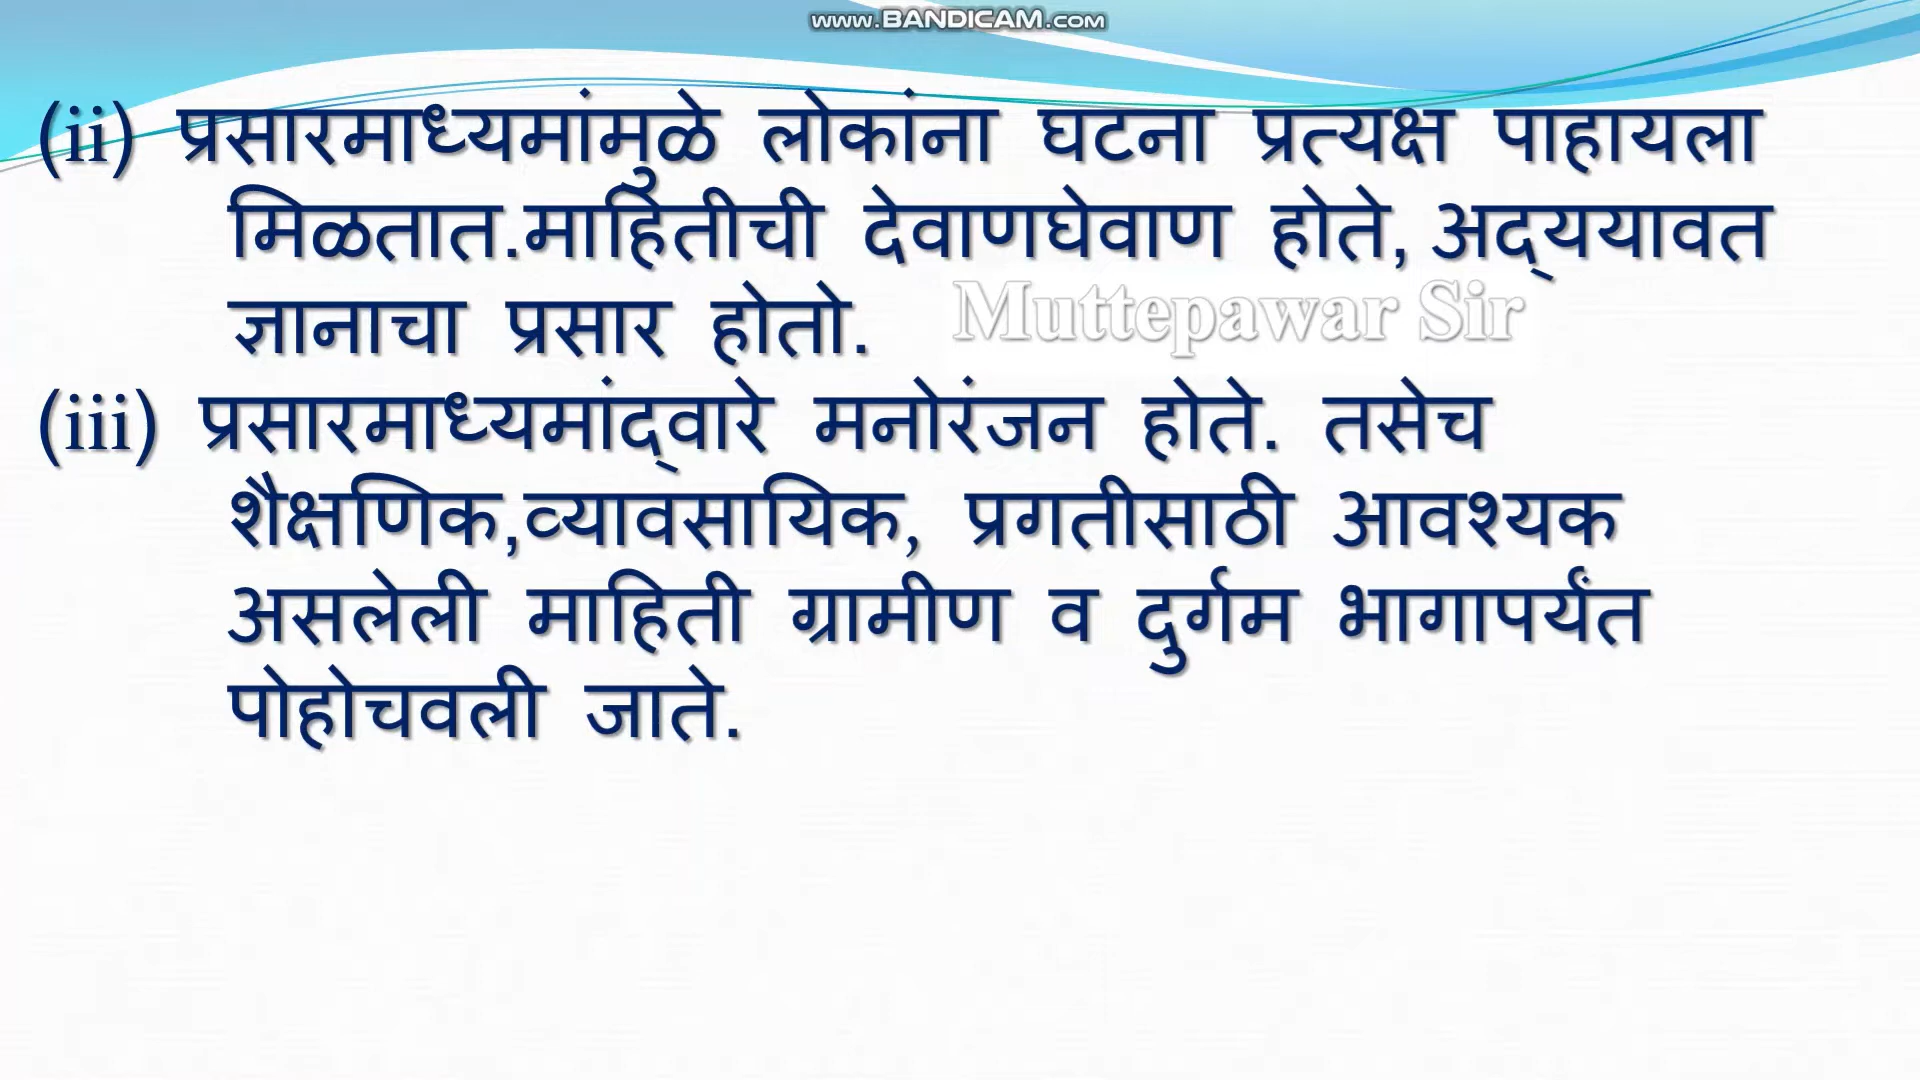 www.BANDICAM.com
(ii) प्रसारमाध्यमांमुळे लोकांना घटना प्रत्यक्ष पाहायला
मिळतात.माहितीची देवाणघेवाण होते, अद्‌ययावत
ज्ञानाचा प्रसार होतो.
Muttepawar Sir
(iii) प्रसारमाध्यमांद्‌वारे मनोरंजन होते. तसेच
शैक्षणिक,व्यावसायिक, प्रगतीसाठी आवश्यक
असलेली माहिती ग्रामीण व दुर्गम भागापर्यंत
पोहोचवली जाते.